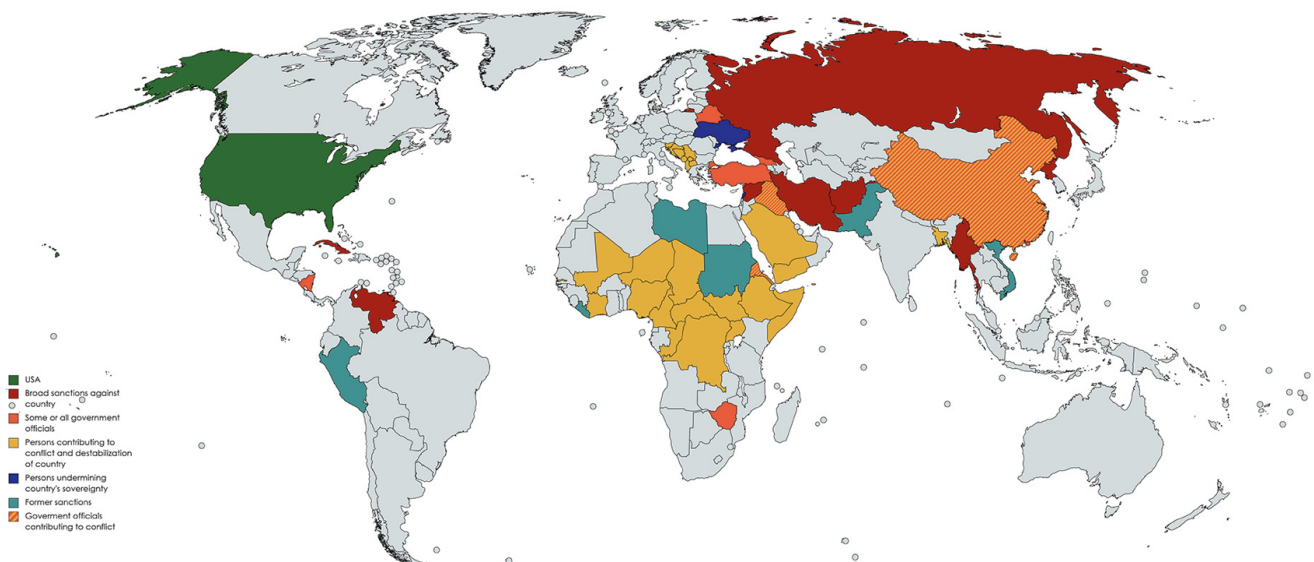 USA
Broad sanctions against
country
Some or all government
officials
Persons contributing to
conflict and destabilization
of country
Persons undermining
country's sovereignty
Former sanctions
Goverment officials
contributing to conflict